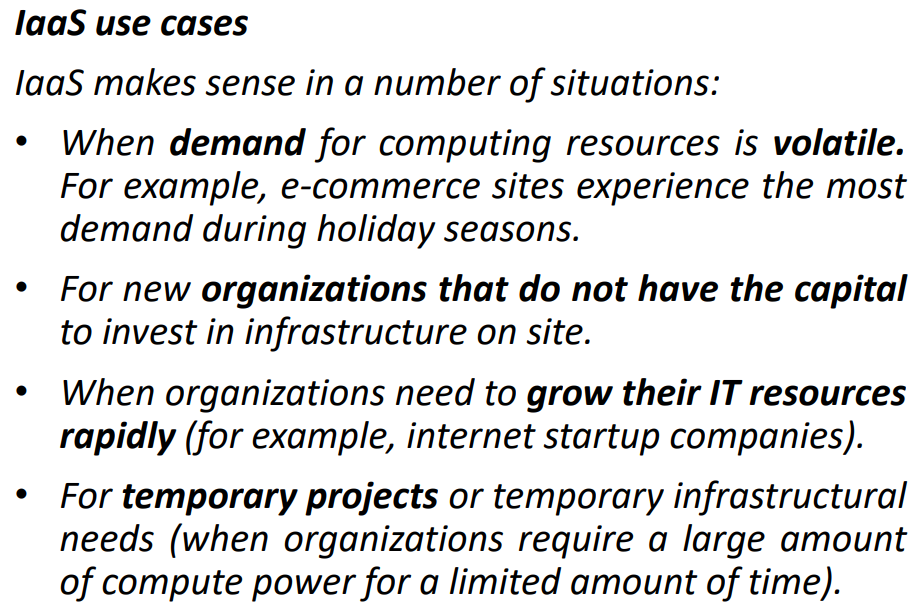 IaaS use cases
IaaS makes sense in a number of situations:
• When demand for computing resources is volatile.
For example, e-commerce sites experience the most
demand during holiday seasons.
• For new organizations that do not have the capital
to invest in infrastructure on site.
• When organizations need to grow their IT resources
rapidly (for example, internet startup companies).
• For temporary projects or temporary infrastructural
needs (when organizations require a large amount
of compute power for a limited amount of time).